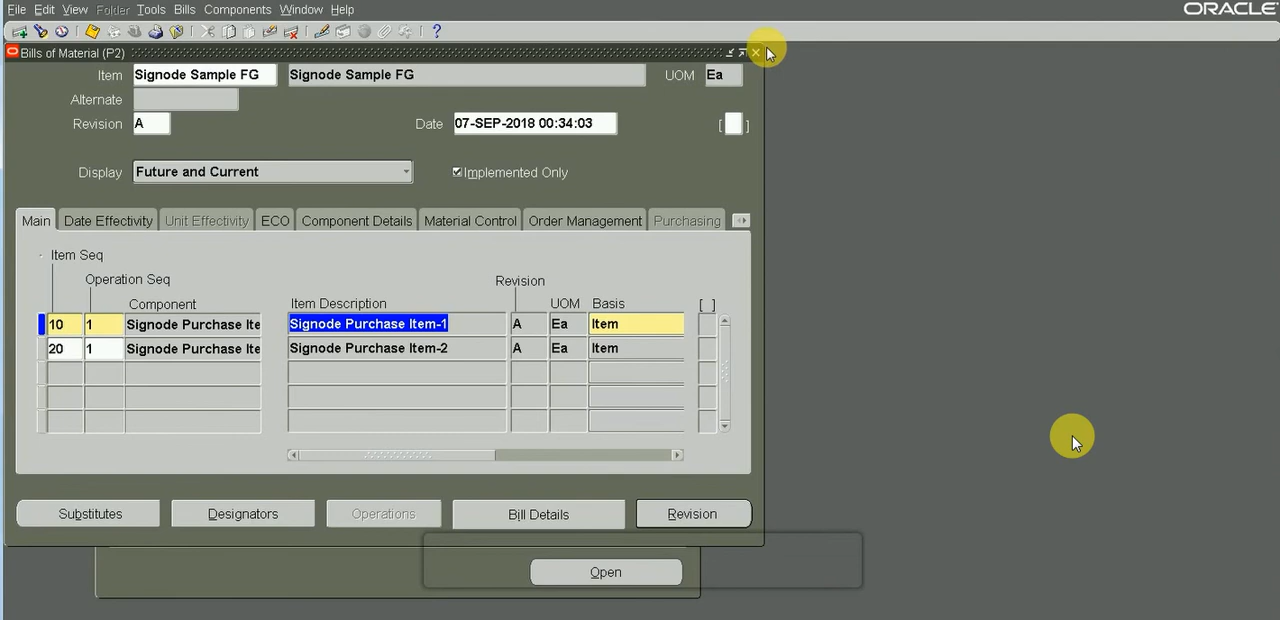 File Edit View Folder Tools Bills Components Window Help
ORACLE
?
Bills of Material (P2)
Item Signode Sample FG Signode Sample FG UOM Ea
Alternate
Revision A Date 07-SEP-2018 00:34:03 [ ]
Display Future and Current Implemented Only
Main Date Effectivity Unit Effectivity ECO Component Details Material Control Order Management Purchasing
Item Seq
Operation Seq Revision
Component Item Description UOM Basis [ ]
10 1 Signode Purchase Ite Signode Purchase Item-1 A Ea Item
20 1 Signode Purchase Ite Signode Purchase Item-2 A Ea Item
Substitutes Designators Operations Bill Details Revision
Open